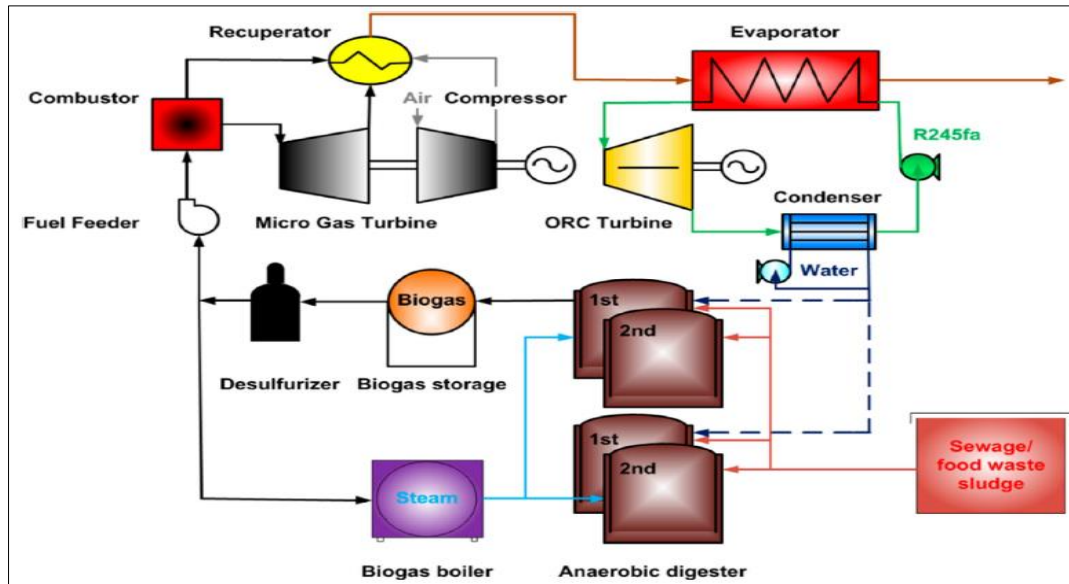 Recuperator
Evaporator
Combustor
Air
Compressor
R245fa
Fuel Feeder
Micro Gas Turbine
ORC Turbine
Condenser
Water
Biogas
1st
2nd
Desulfurizer
Biogas storage
1st
2nd
Sewage/
food waste
sludge
Steam
Biogas boiler
Anaerobic digester